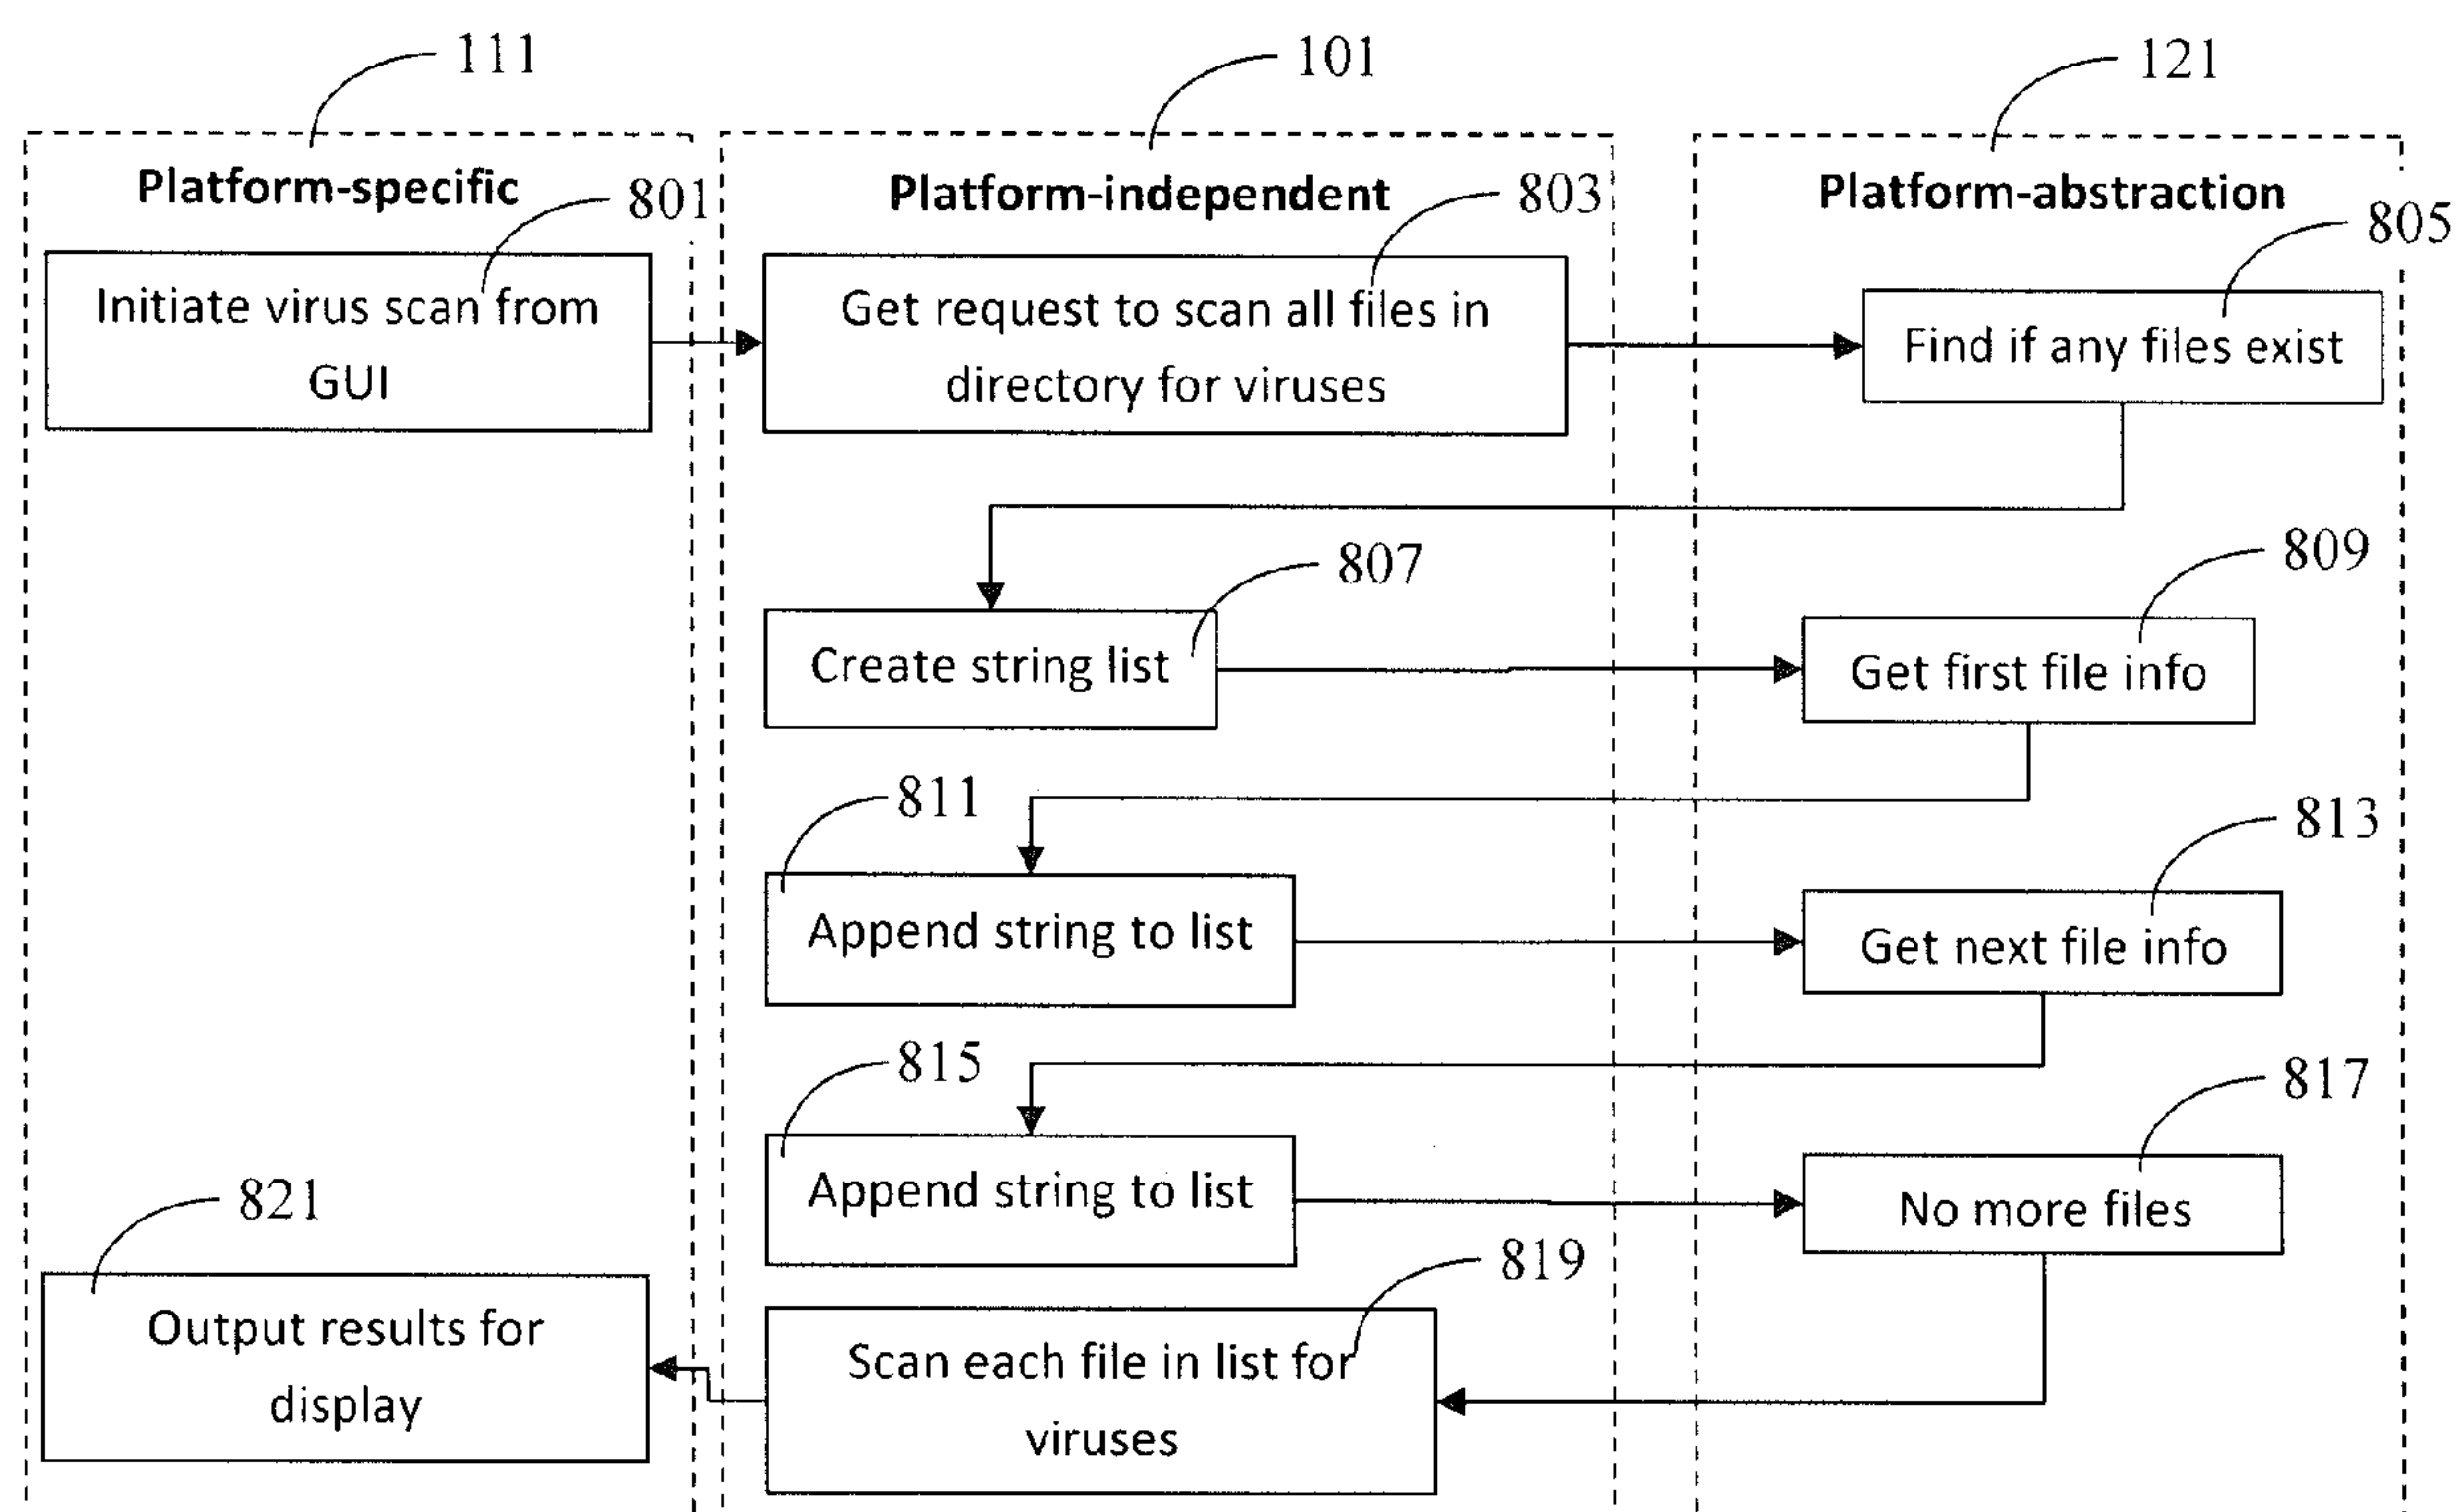 111
101
121
Platform-specific
801
Platform-independent
803
Platform-abstraction
805
Initiate virus scan from
GUI
Get request to scan all files in
directory for viruses
Find if any files exist
807
809
Create string list
Get first file info
811
813
Append string to list
Get next file info
815
817
Append string to list
No more files
821
819
Output results for
display
Scan each file in list for
viruses